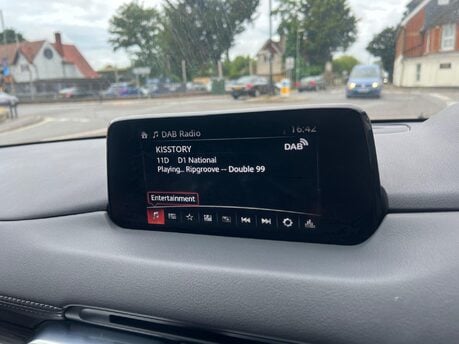 DAB Radio 16:42
KISSTORY DAB
11D D1 National
Playing.. Ripgroove -- Double 99
Entertainment